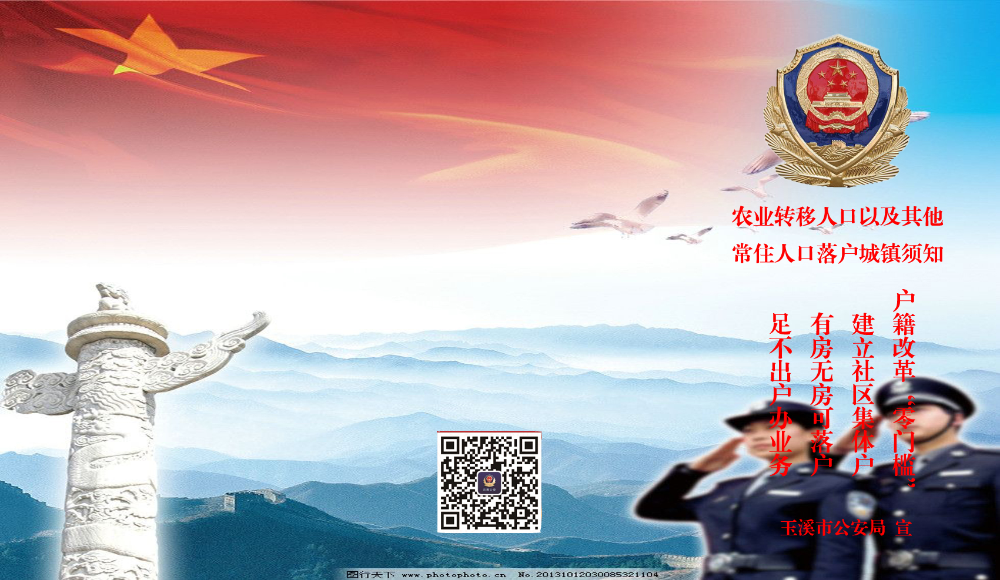 农业转移人口以及其他
常住人口落户城镇须知
户籍改革“零门槛”
建立社区集体户
有房无房可落户
足不出户办业务
玉溪市公安局 宣
图行天下 www.photophoto.cn No.20131012030085321104